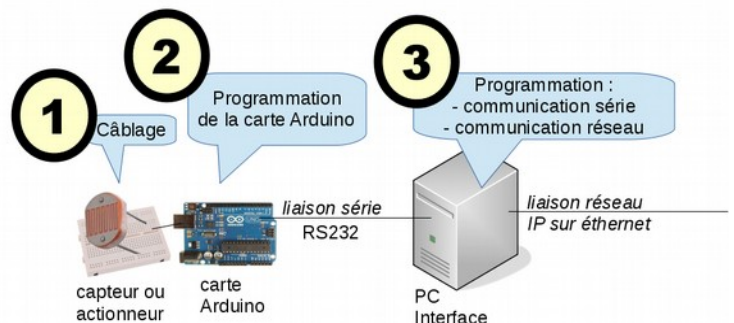 1
Câblage
2
Programmation
de la carte Arduino
3
Programmation :
- communication série
- communication réseau
liaison série
RS232
liaison réseau
IP sur éthernet
capteur ou
actionneur
carte
Arduino
PC
Interface